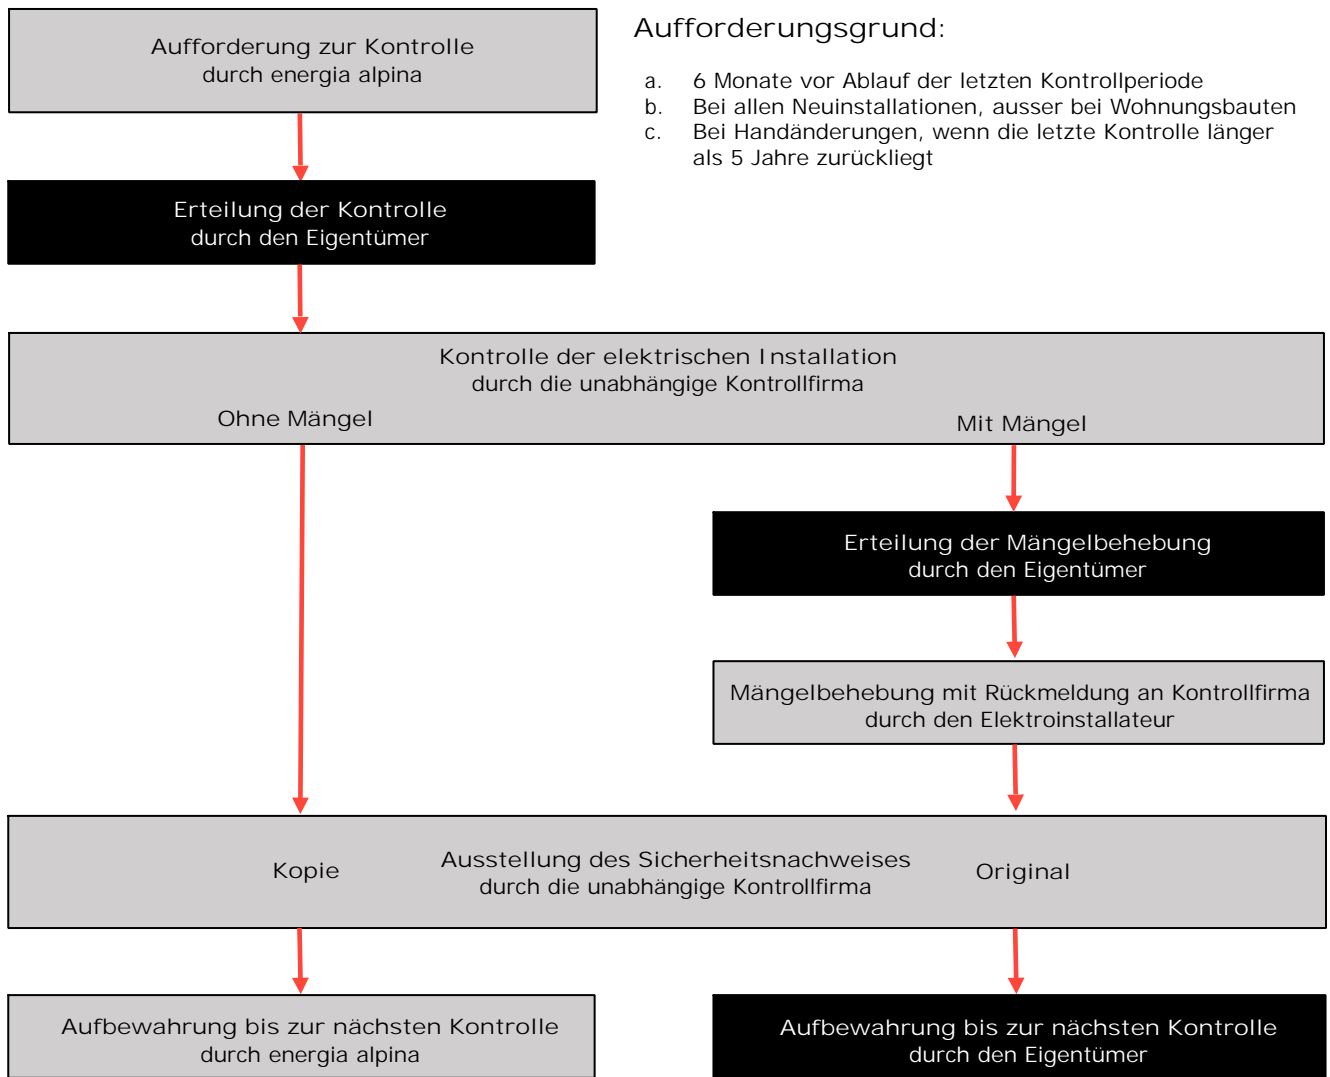 Aufforderung zur Kontrolle
durch energia alpina
Aufforderungsgrund:
a. 6 Monate vor Ablauf der letzten Kontrollperiode
b. Bei allen Neuinstallationen, ausser bei Wohnungsbauten
c. Bei Handänderungen, wenn die letzte Kontrolle länger
als 5 Jahre zurückliegt
Erteilung der Kontrolle
durch den Eigentümer
Kontrolle der elektrischen Installation
durch die unabhängige Kontrollfirma
Ohne Mängel
Mit Mängel
Erteilung der Mängelbehebung
durch den Eigentümer
Mängelbehebung mit Rückmeldung an Kontrollfirma
durch den Elektroinstallateur
Kopie
Ausstellung des Sicherheitsnachweises
durch die unabhängige Kontrollfirma
Original
Aufbewahrung bis zur nächsten Kontrolle
durch energia alpina
Aufbewahrung bis zur nächsten Kontrolle
durch den Eigentümer